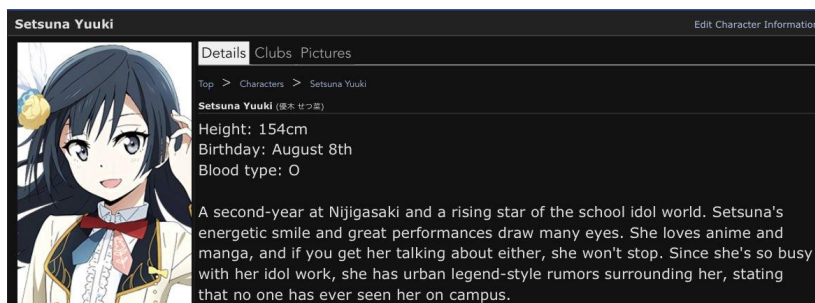 Setsuna Yuuki
Edit Character Information
Details Clubs Pictures
Top > Characters > Setsuna Yuuki
Setsuna Yuuki (優木 せつ菜)
Height: 154cm
Birthday: August 8th
Blood type: O
A second-year at Nijigasaki and a rising star of the school idol world. Setsuna's
energetic smile and great performances draw many eyes. She loves anime and
manga, and if you get her talking about either, she won't stop. Since she's so busy
with her idol work, she has urban legend-style rumors surrounding her, stating
that no one has ever seen her on campus.